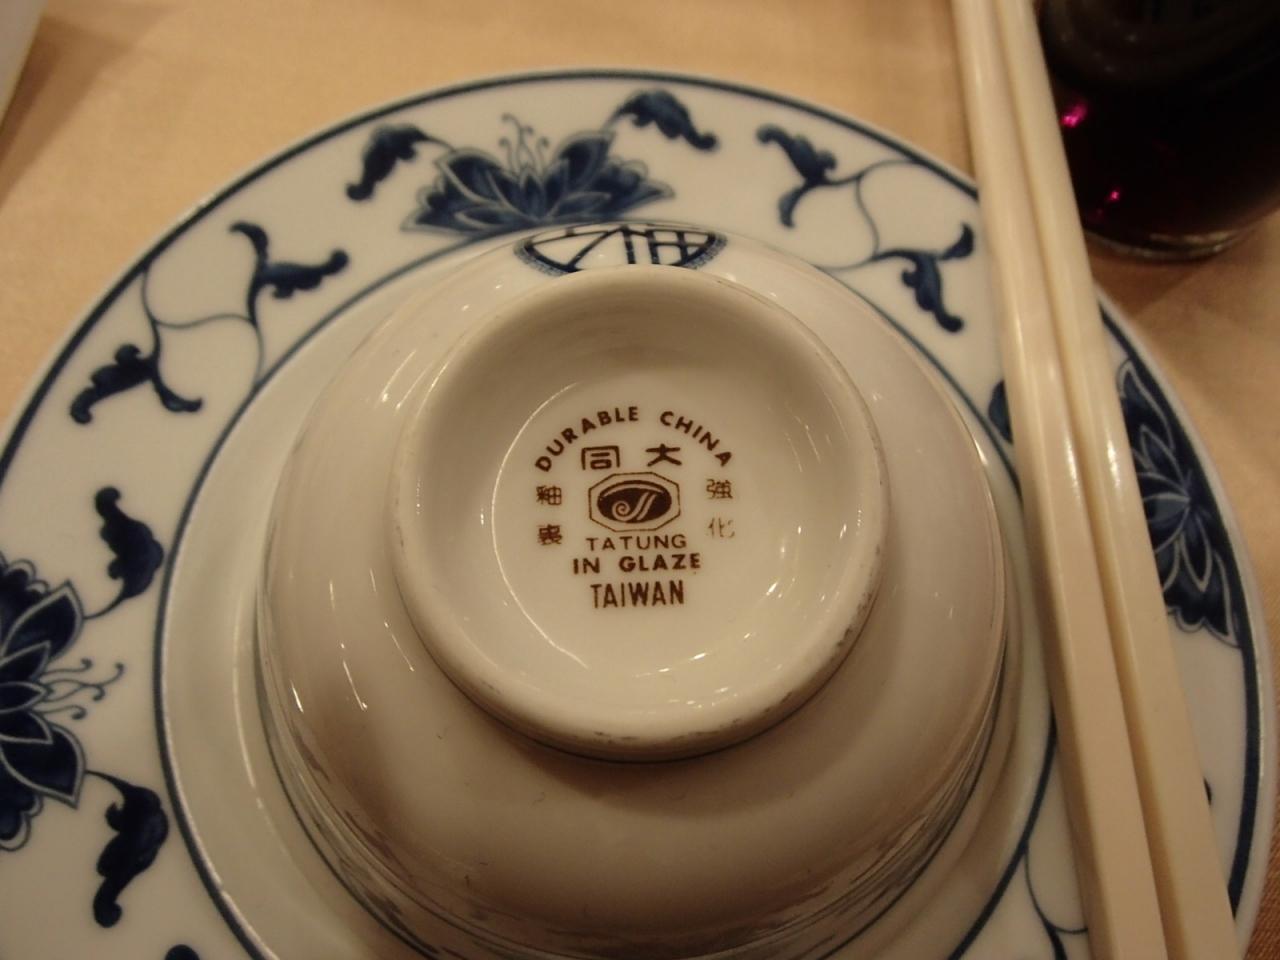 DURABLE CHINA
同大
釉強
裏化
TATUNG
IN GLAZE
TAIWAN